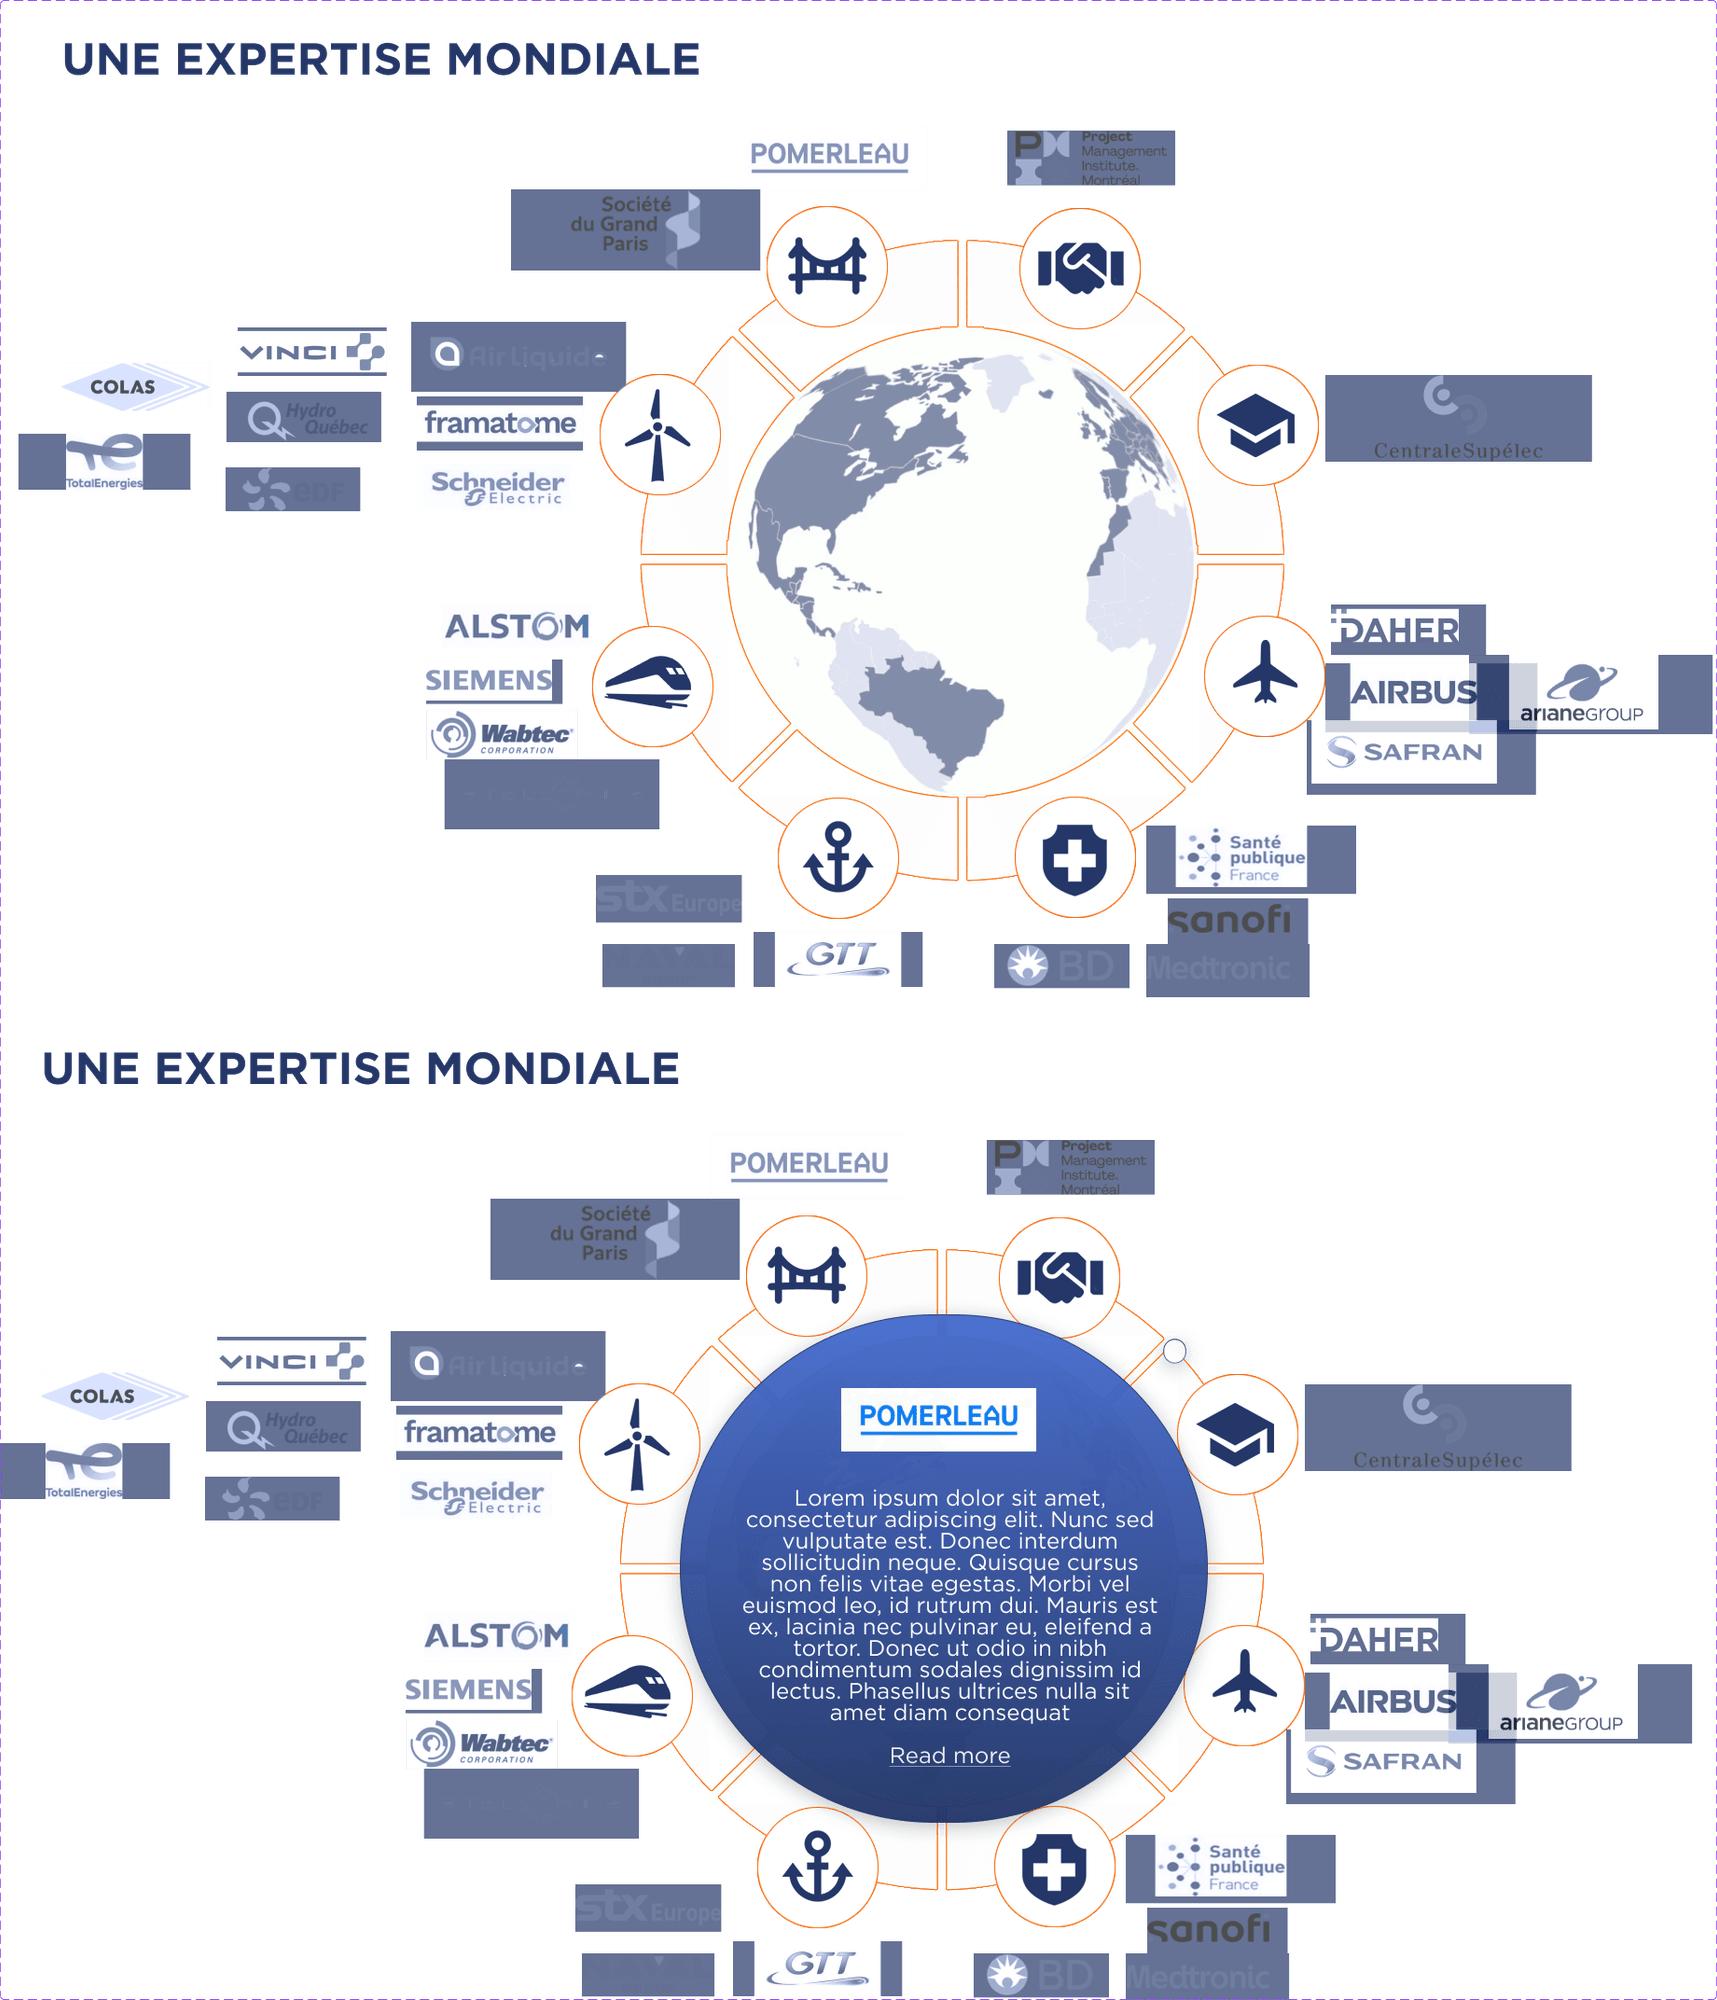 UNE EXPERTISE MONDIALE
POMERLEAU
Project
Management
Institute.
Montréal
Société
du Grand
Paris
VINCI
Air Liquide
COLAS
Hydro
Québec
framatome
CentraleSupélec
TotalEnergies
EDF
Schneider
Electric
ALSTOM
DAHER
SIEMENS
AIRBUS
arianeGROUP
Wabtec
CORPORATION
SAFRAN
Santé
publique
France
stx Europe
sanofi
GTT
BD
Medtronic
UNE EXPERTISE MONDIALE
POMERLEAU
Project
Management
Institute.
Montréal
Société
du Grand
Paris
VINCI
Air Liquide
COLAS
Hydro
Québec
framatome
CentraleSupélec
TotalEnergies
EDF
Schneider
Electric
POMERLEAU
Lorem ipsum dolor sit amet,
consectetur adipiscing elit. Nunc sed
vulputate est. Donec interdum
sollicitudin neque. Quisque cursus
non felis vitae egestas. Morbi vel
euismod leo, id rutrum dui. Mauris est
ex, lacinia nec pulvinar eu, eleifend a
tortor. Donec ut odio in nibh
condimentum sodales dignissim id
lectus. Phasellus ultrices nulla sit
amet diam consequat
Read more
ALSTOM
DAHER
SIEMENS
AIRBUS
arianeGROUP
Wabtec
CORPORATION
SAFRAN
Santé
publique
France
stx Europe
sanofi
GTT
BD
Medtronic